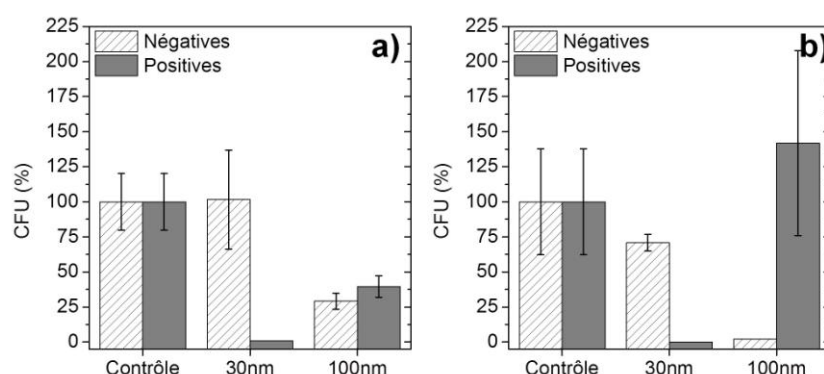 a)
Négatives
Positives
CFU (%)
225
200
175
150
125
100
75
50
25
0
Contrôle 30nm 100nm
b)
Négatives
Positives
CFU (%)
225
200
175
150
125
100
75
50
25
0
Contrôle 30nm 100nm